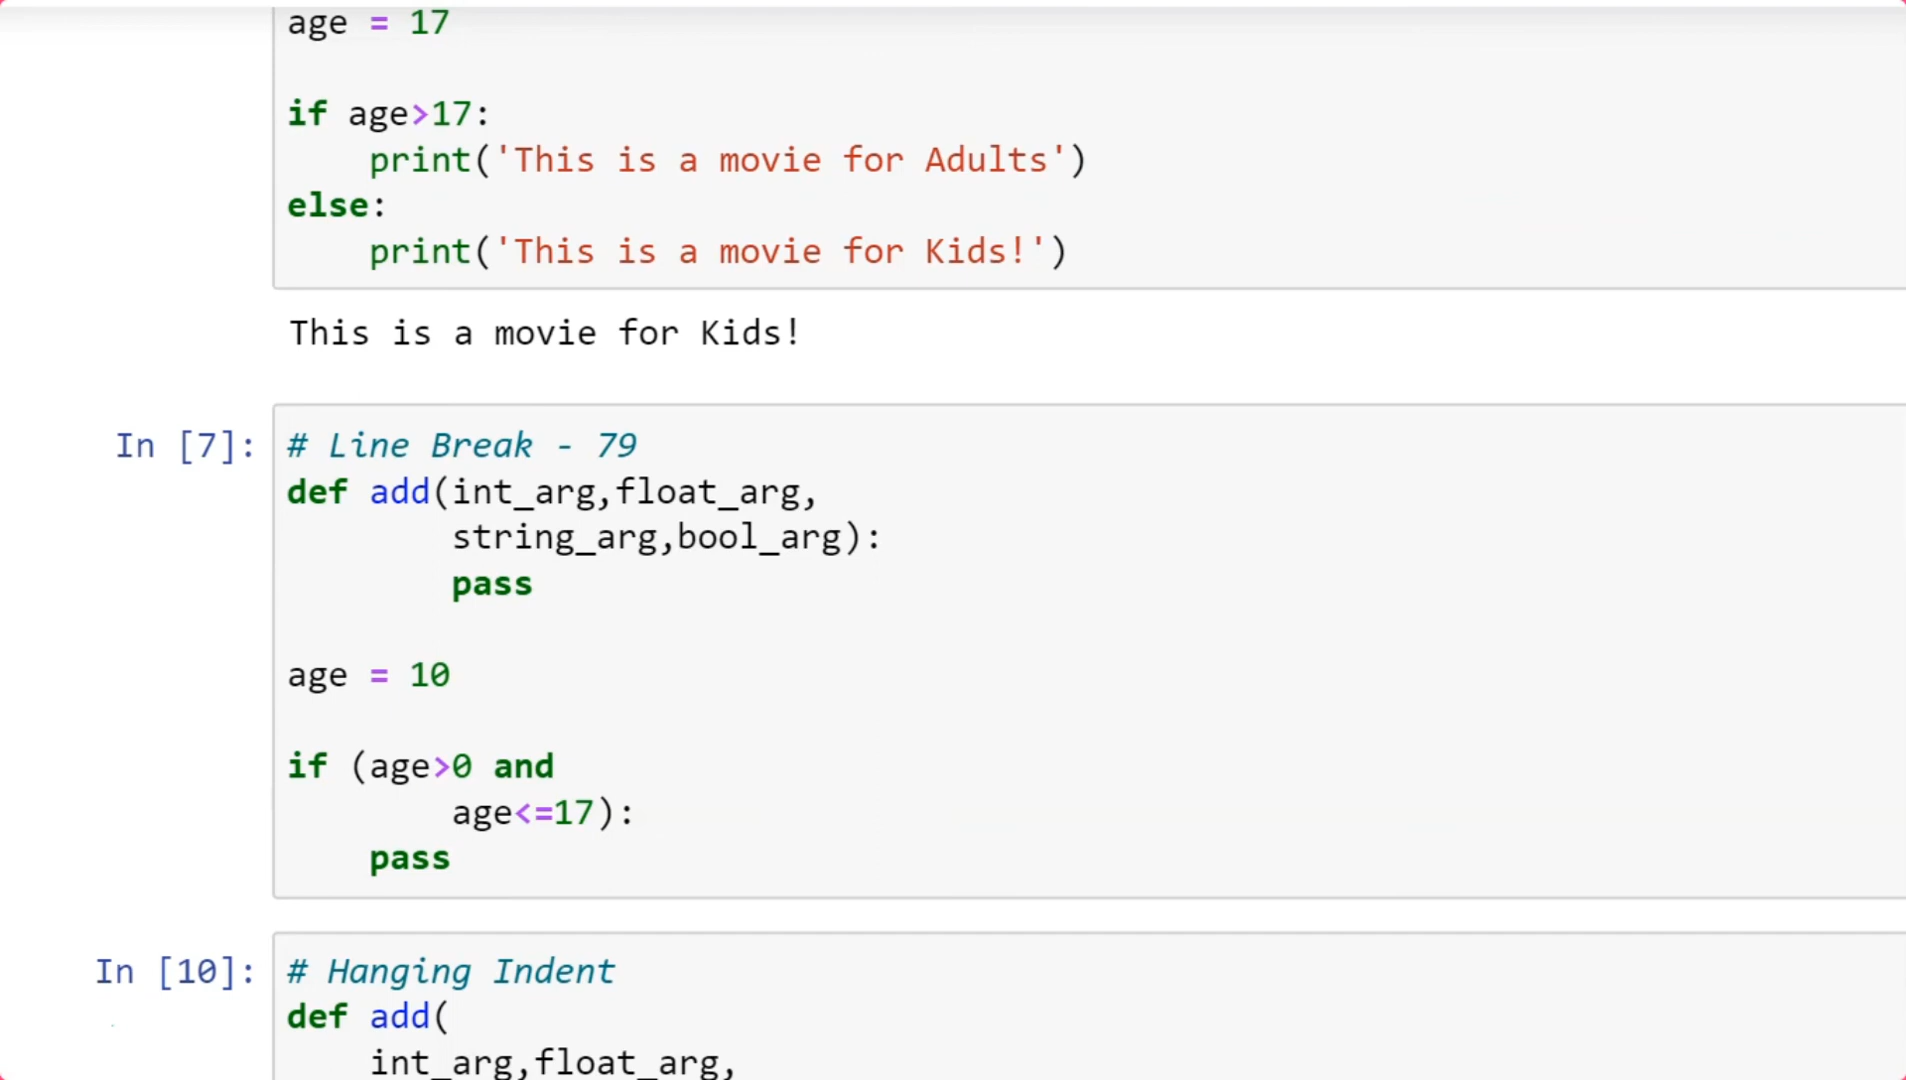 age = 17
if age>17:
    print('This is a movie for Adults')
else:
    print('This is a movie for Kids!')
This is a movie for Kids!
In [7]: # Line Break - 79
def add(int_arg,float_arg,
        string_arg,bool_arg):
        pass
age = 10
if (age>0 and
        age<=17):
    pass
In [10]: # Hanging Indent
def add(
    int_arg,float_arg,